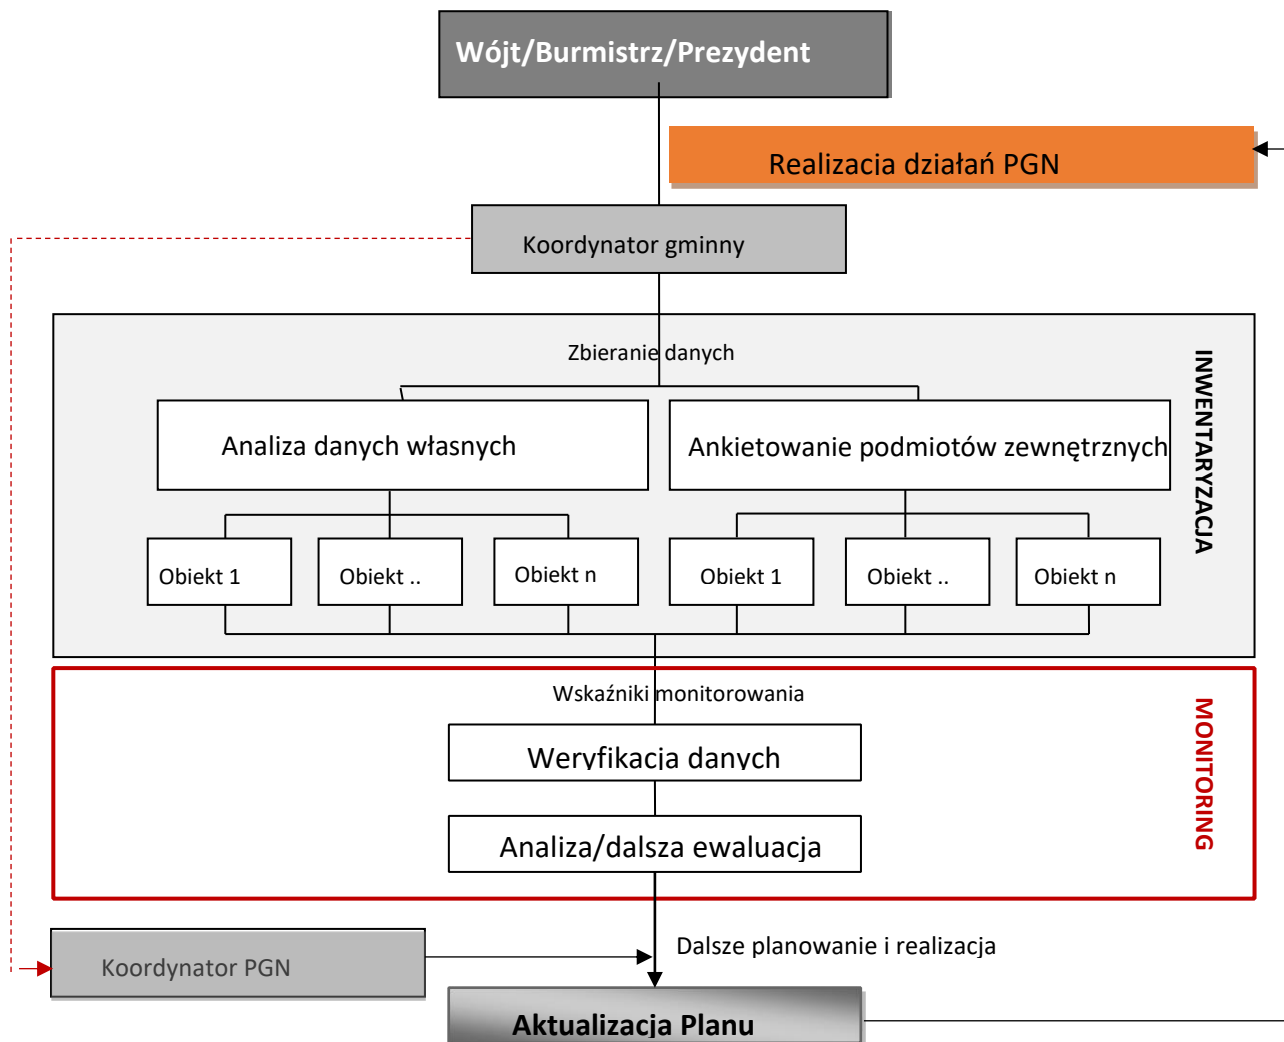 Wójt/Burmistrz/Prezydent
Realizacja działań PGN
Koordynator gminny
Zbieranie danych
INWENTARYZACJA
Analiza danych własnych
Ankietowanie podmiotów zewnętrznych
Obiekt 1
Obiekt ..
Obiekt n
Obiekt 1
Obiekt ..
Obiekt n
Wskaźniki monitorowania
MONITORING
Weryfikacja danych
Analiza/dalsza ewaluacja
Dalsze planowanie i realizacja
Koordynator PGN
Aktualizacja Planu